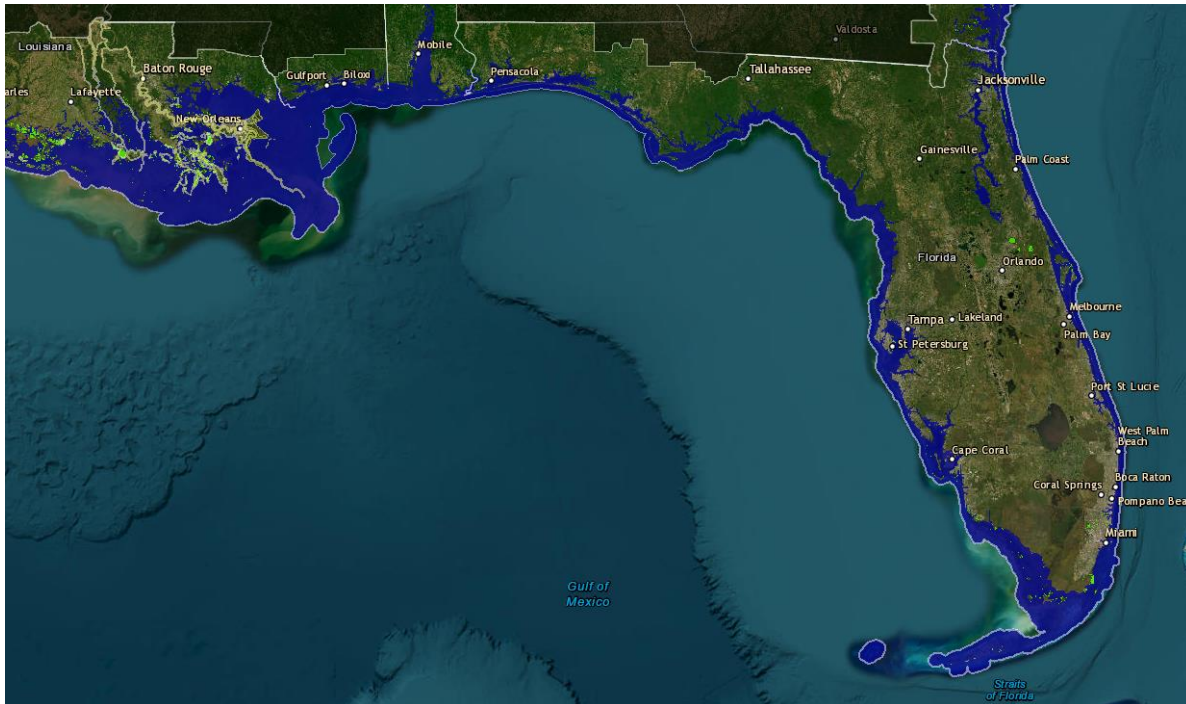 Valdosta
Louisiana
Mobile
Baton Rouge
Gulfport
Biloxi
Pensacola
Tallahassee
Jacksonville
arles
Lafayette
New Orleans
Gainesville
Palm Coast
Florida
Orlando
Melbourne
Tampa
Lakeland
Palm Bay
St Petersburg
Port St Lucie
West Palm
Beach
Cape Coral
Boca Raton
Coral Springs
Pompano Bea
Miami
Gulf of
Mexico
Straits
of Florida